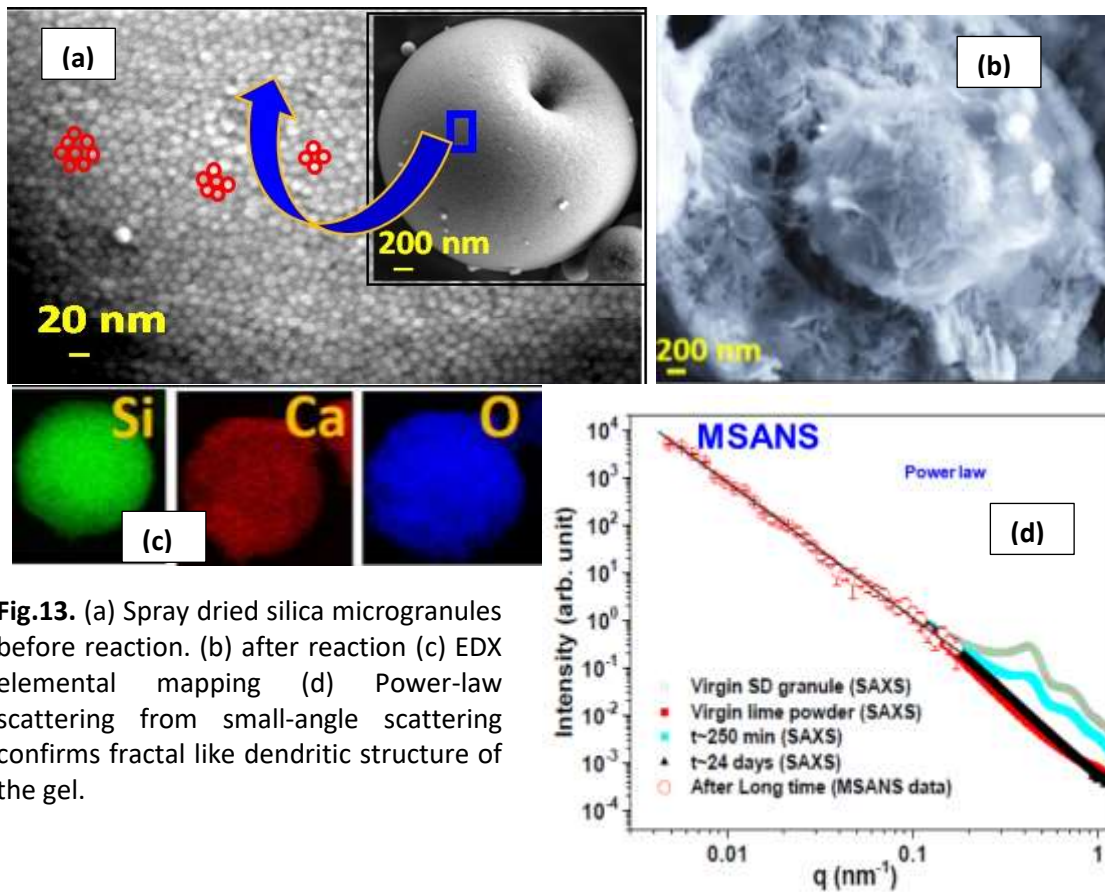 (a)
20 nm
200 nm
(b)
200 nm
Si
Ca
O
(c)
Fig.13. (a) Spray dried silica microgranules
before reaction. (b) after reaction (c) EDX
elemental mapping (d) Power-law
scattering from small-angle scattering
confirms fractal like dendritic structure of
the gel.
MSANS
Power law
(d)
Intensity (arb. unit)
10⁴
10³
10²
10¹
10⁰
10⁻¹
10⁻²
10⁻³
10⁻⁴
Virgin SD granule (SAXS)
Virgin lime powder (SAXS)
t~250 min (SAXS)
t~24 days (SAXS)
After Long time (MSANS data)
0.01
0.1
1
q (nm⁻¹)